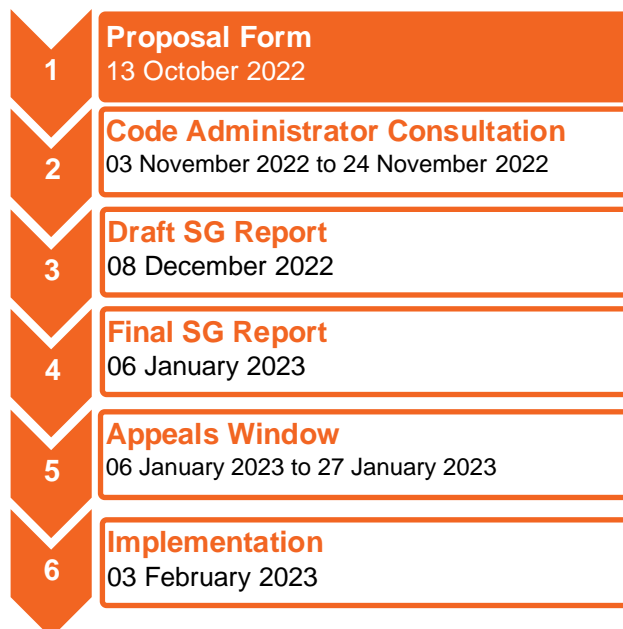 1
Proposal Form
13 October 2022
2
Code Administrator Consultation
03 November 2022 to 24 November 2022
3
Draft SG Report
08 December 2022
4
Final SG Report
06 January 2023
5
Appeals Window
06 January 2023 to 27 January 2023
6
Implementation
03 February 2023